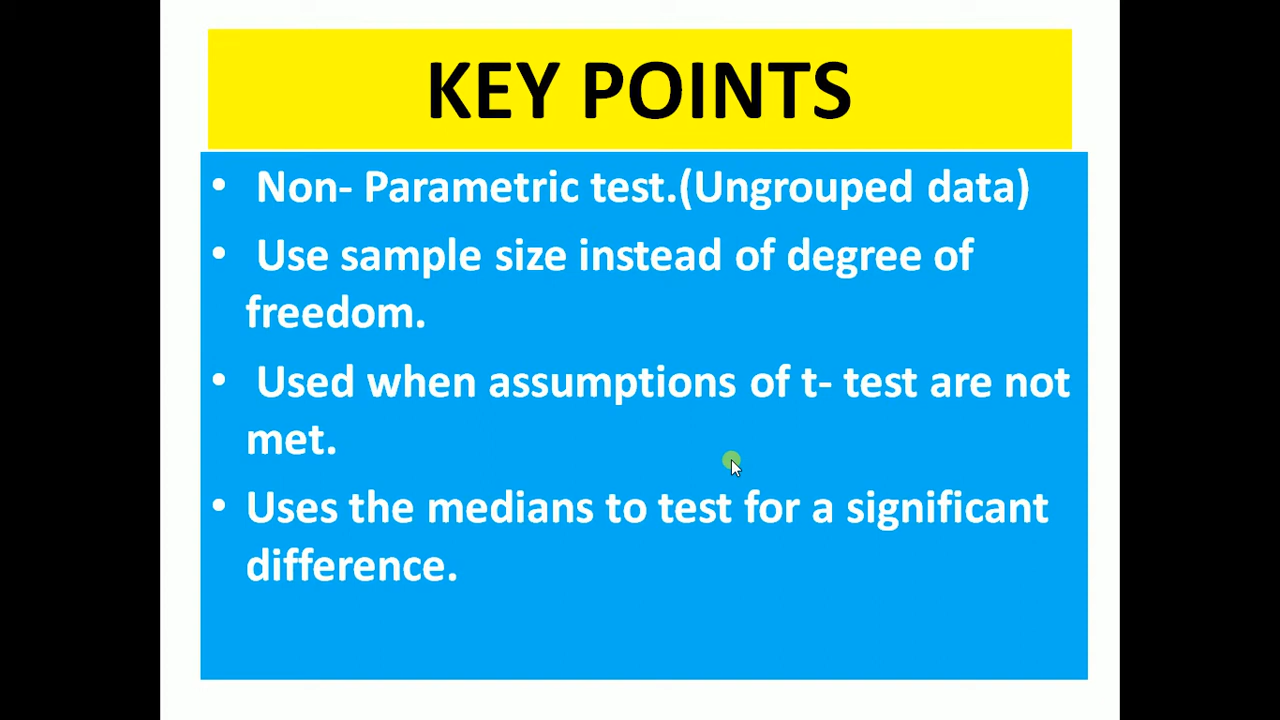 KEY POINTS
• Non- Parametric test.(Ungrouped data)
• Use sample size instead of degree of
freedom.
• Used when assumptions of t- test are not
met.
• Uses the medians to test for a significant
difference.